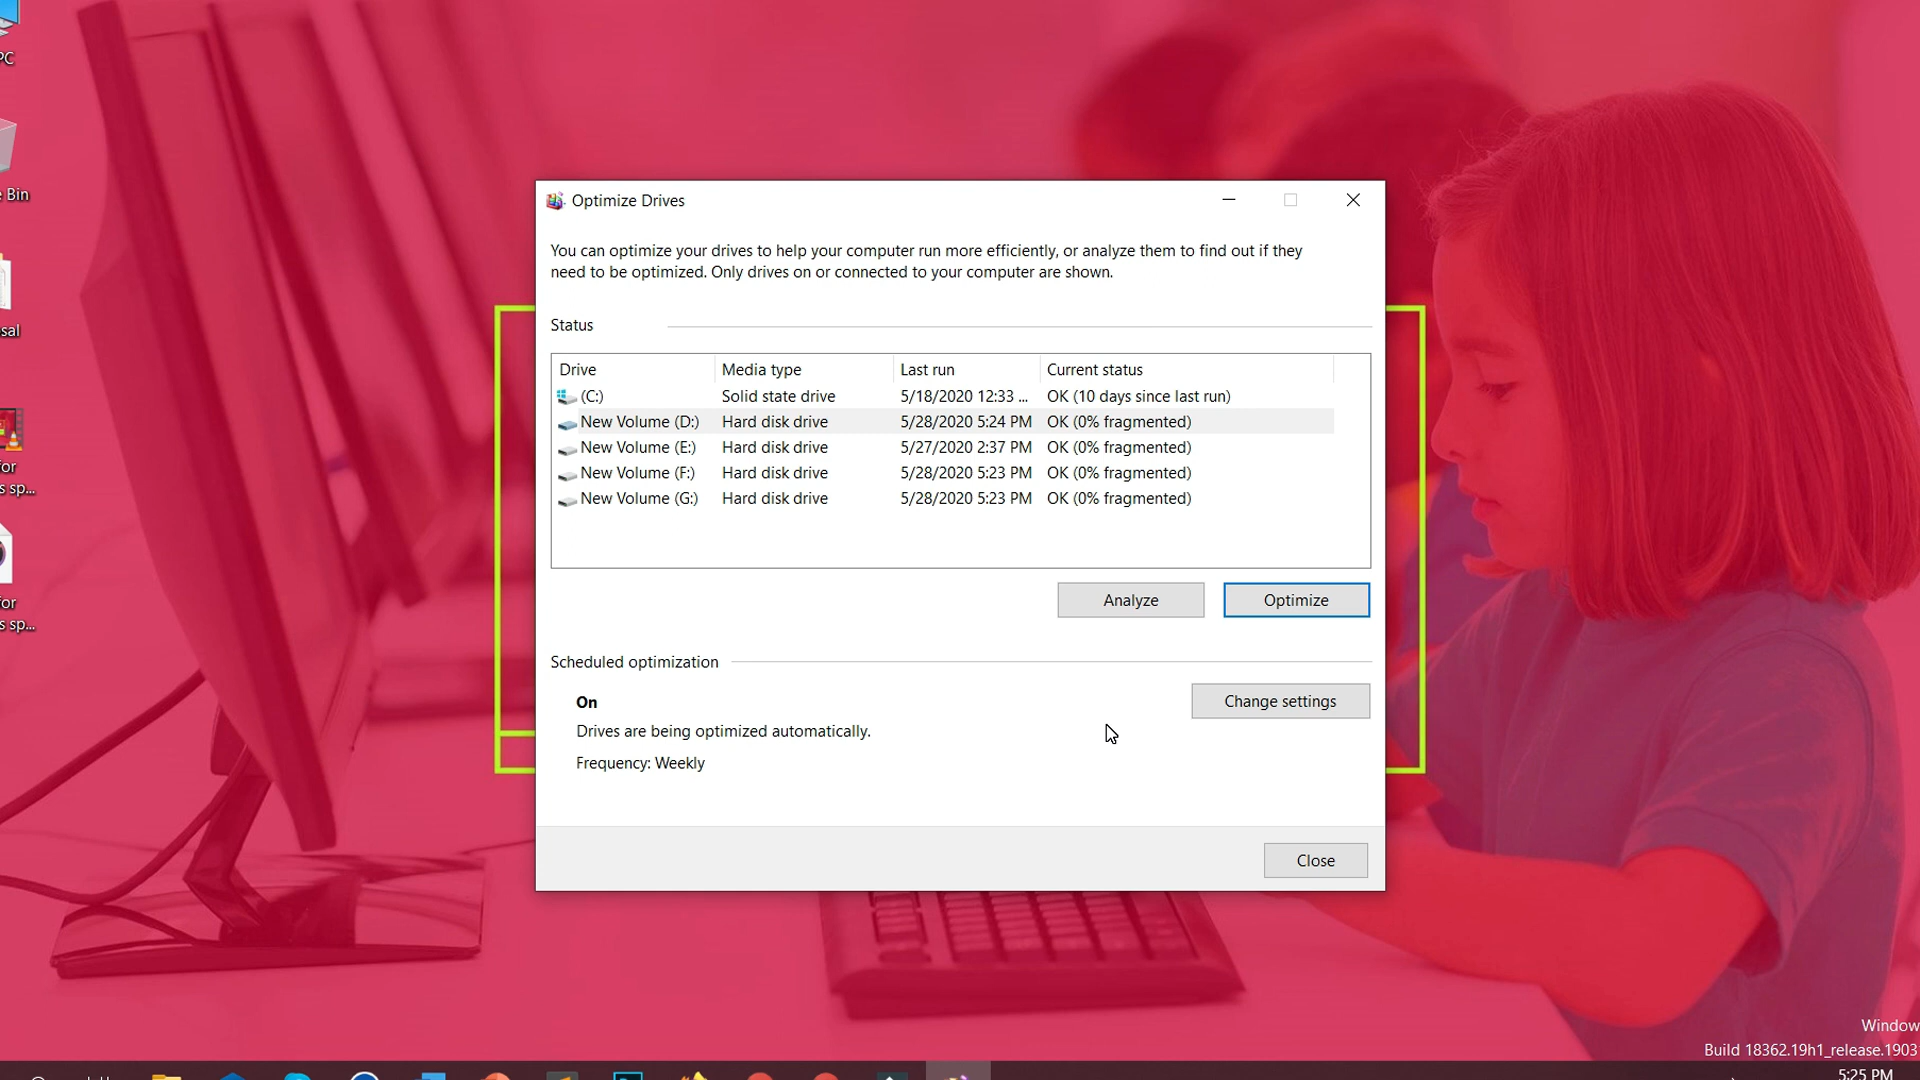 PC
Optimize Drives
Bin
You can optimize your drives to help your computer run more efficiently, or analyze them to find out if they
need to be optimized. Only drives on or connected to your computer are shown.
sal
Status
Drive Media type Last run Current status
(C:) Solid state drive 5/18/2020 12:33 ... OK (10 days since last run)
New Volume (D:) Hard disk drive 5/28/2020 5:24 PM OK (0% fragmented)
New Volume (E:) Hard disk drive 5/27/2020 2:37 PM OK (0% fragmented)
New Volume (F:) Hard disk drive 5/28/2020 5:23 PM OK (0% fragmented)
New Volume (G:) Hard disk drive 5/28/2020 5:23 PM OK (0% fragmented)
for
s sp...
Analyze Optimize
for
s sp...
Scheduled optimization
On
Change settings
Drives are being optimized automatically.
Frequency: Weekly
Close
Window
Build 18362.19h1_release.1903
5:25 PM